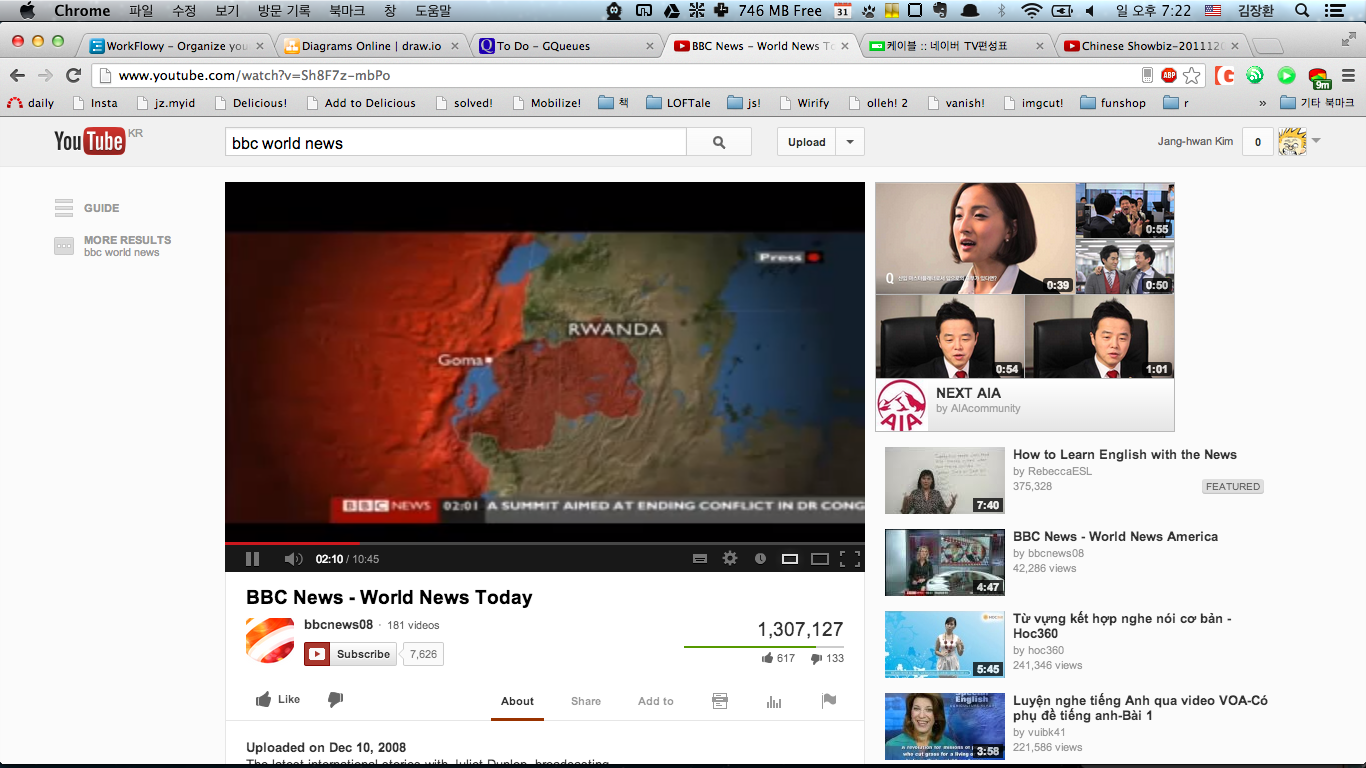 Chrome 파일 수정 보기 방문 기록 북마크 창 도움말 746 MB Free 31 일 오후 7:22 김장환
WorkFlowy - Organize you
Diagrams Online | draw.io
To Do - GQueues
BBC News - World News To
케이블 :: 네이버 TV편성표
Chinese Showbiz-2011120
www.youtube.com/watch?v=Sh8F7z-mbPo
ABP
9m
daily Insta jz.myid Delicious! Add to Delicious solved! Mobilize! 책 LOFTale js! Wirify olleh! 2 vanish! imgcut! funshop r » 기타 북마크
YouTube KR
bbc world news
Upload
Jang-hwan Kim 0
GUIDE
MORE RESULTS
bbc world news
Press
RWANDA
Goma
BBC NEWS 02:01 A SUMMIT AIMED AT ENDING CONFLICT IN DR CONG
02:10 / 10:45
BBC News - World News Today
bbcnews08 · 181 videos
Subscribe 7,626
1,307,127
617 133
Like
About Share Add to
Uploaded on Dec 10, 2008
The latest international stories with Juliet Dunlop, broadcasting
0:55
Q
0:39
0:50
0:54
1:01
AIA
NEXT AIA
by AIAcommunity
7:40
How to Learn English with the News
by RebeccaESL
375,328 FEATURED
4:47
BBC News - World News America
by bbcnews08
42,286 views
5:45
Từ vựng kết hợp nghe nói cơ bản -
Hoc360
by hoc360
241,346 views
Special
English
3:58
Luyện nghe tiếng Anh qua video VOA-Có
phụ đề tiếng anh-Bài 1
by vuibk41
221,586 views